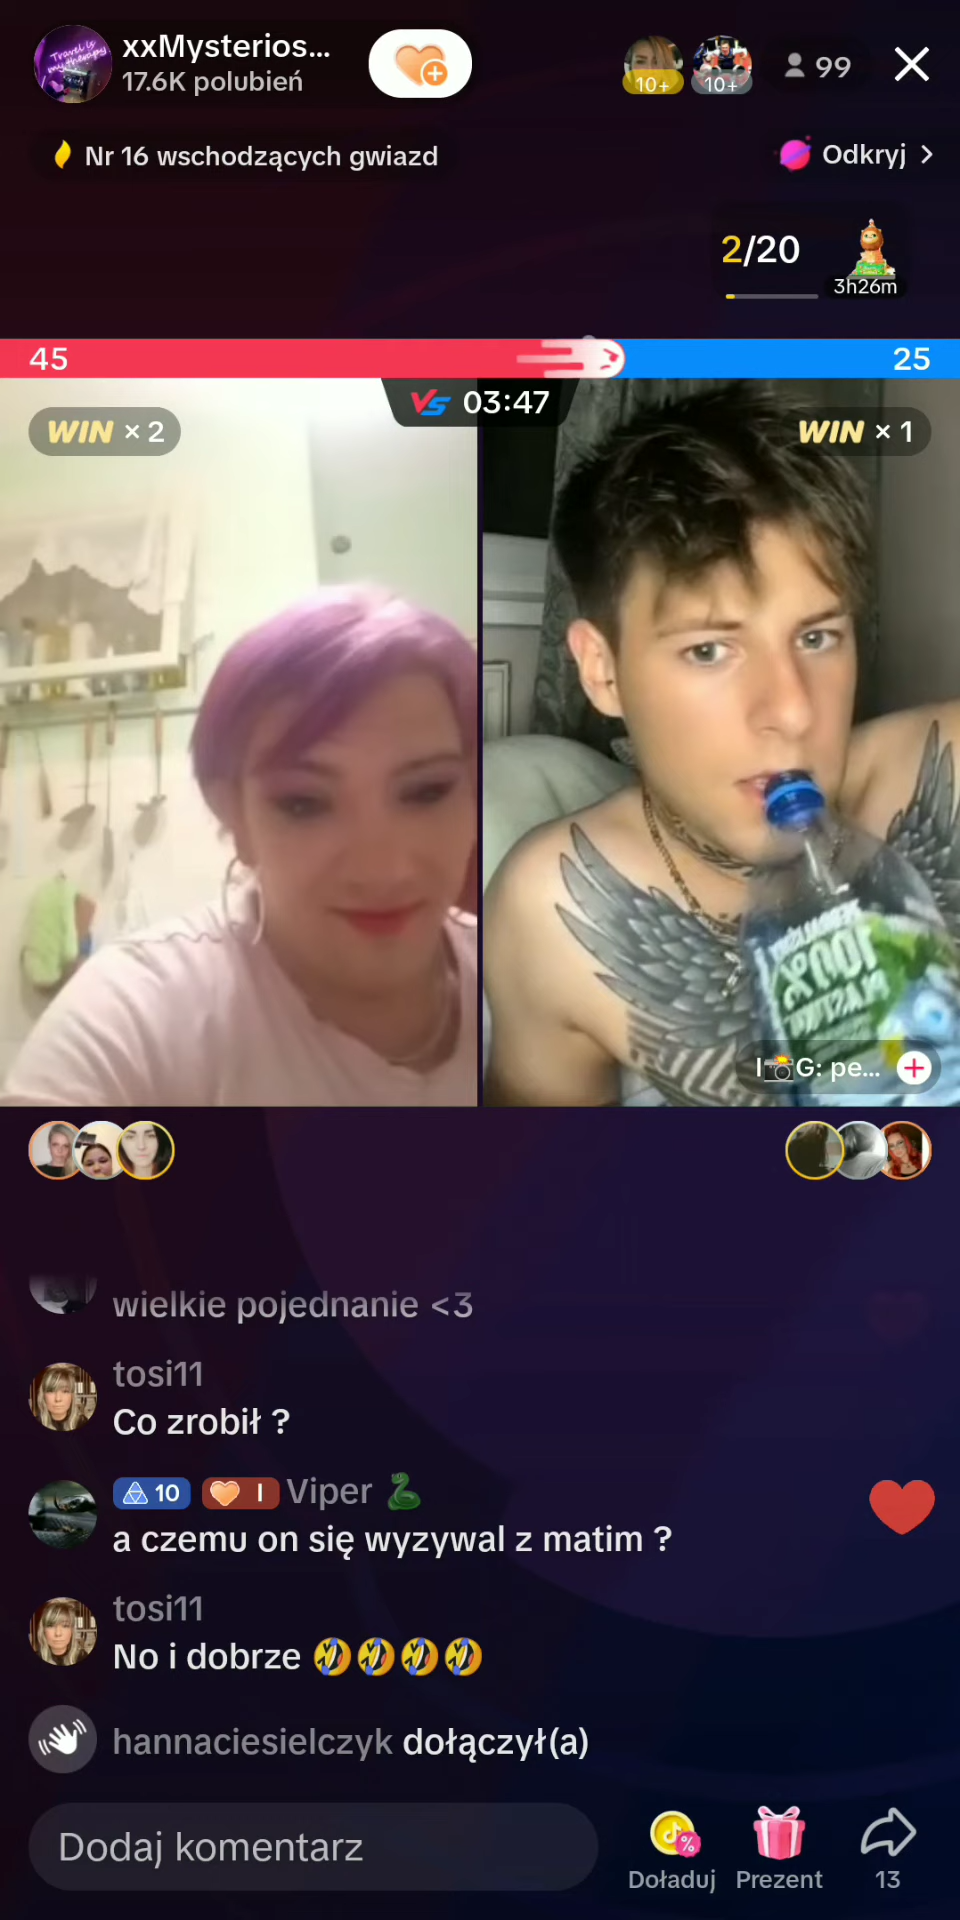 xxMysterios...
17.6K polubień
10+
10+
99
Nr 16 wschodzących gwiazd
Odkryj
2/20
3h26m
45
25
WIN × 2
VS 03:47
WIN × 1
100%
I📸G: pe...
wielkie pojednanie <3
tosi11
Co zrobił ?
10 I Viper 🐍
a czemu on się wyzywal z matim ?
tosi11
No i dobrze 🤣🤣🤣🤣
hannaciesielczyk dołączył(a)
Dodaj komentarz
Doładuj
Prezent
13